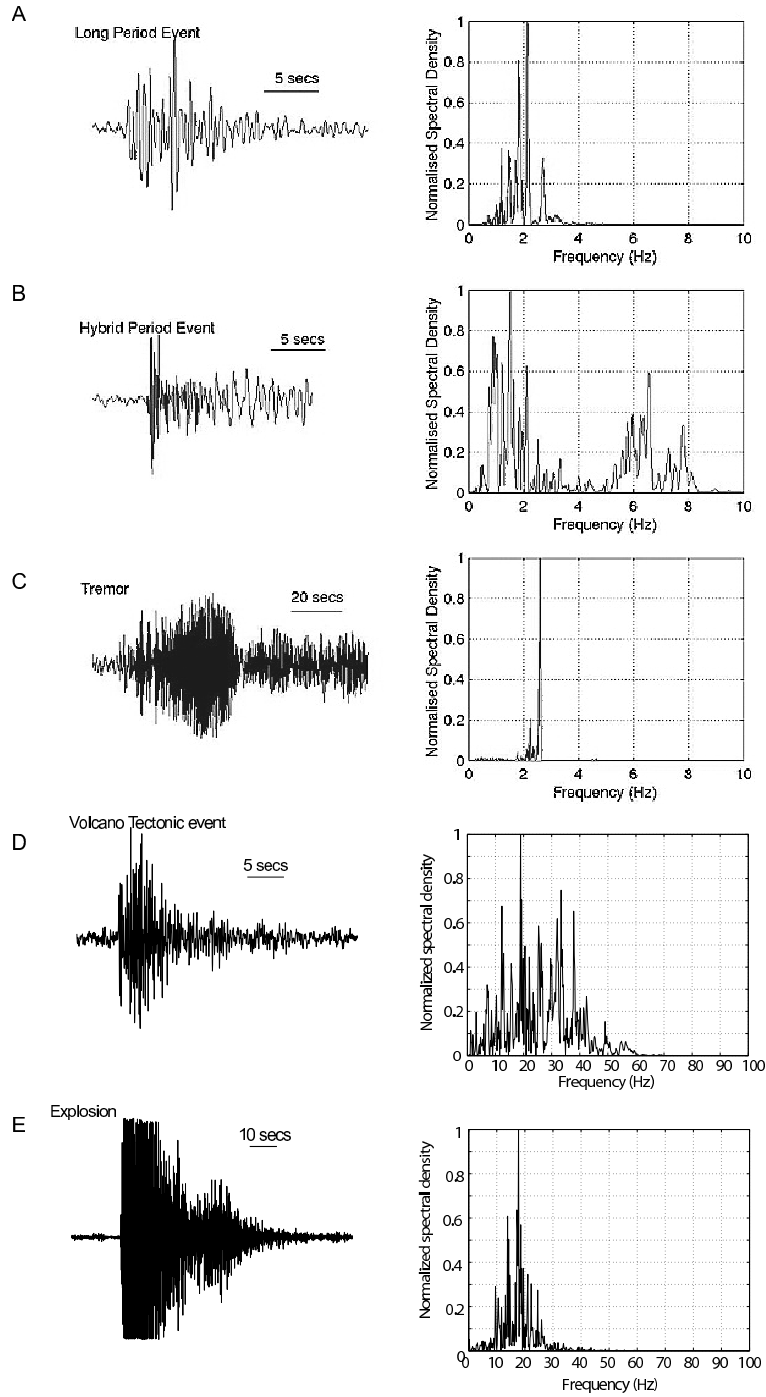 A
Long Period Event
5 secs
Normalised Spectral Density
1
0.8
0.6
0.4
0.2
0
0 2 4 6 8 10
Frequency (Hz)
B
Hybrid Period Event
5 secs
Normalised Spectral Density
1
0.8
0.6
0.4
0.2
0
0 2 4 6 8 10
Frequency (Hz)
C
Tremor
20 secs
Normalised Spectral Density
1
0.8
0.6
0.4
0.2
0
0 2 4 6 8 10
Frequency (Hz)
D
Volcano Tectonic event
5 secs
Normalized spectral density
1
0.8
0.6
0.4
0.2
0
0 10 20 30 40 50 60 70 80 90 100
Frequency (Hz)
E
Explosion
10 secs
Normalized spectral density
1
0.8
0.6
0.4
0.2
0
0 10 20 30 40 50 60 70 80 90 100
Frequency (Hz)